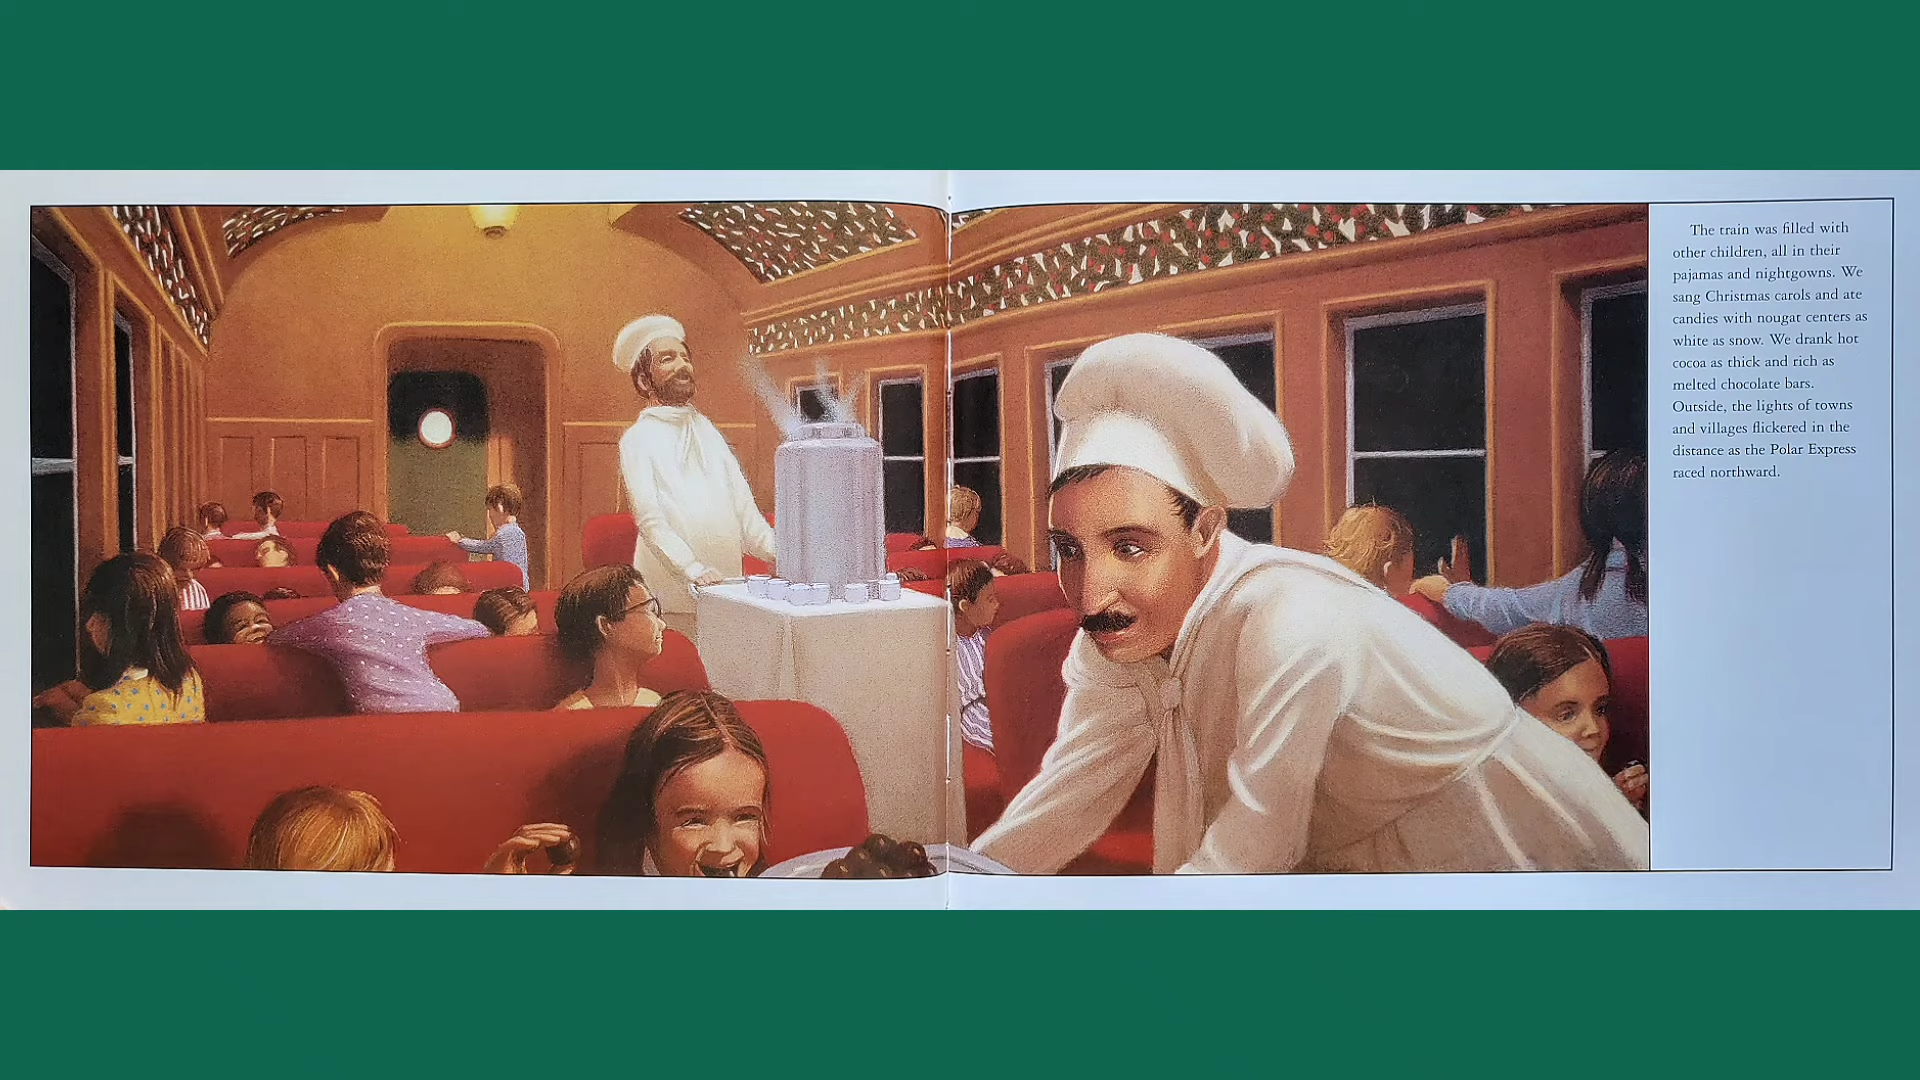 The train was filled with
other children, all in their
pajamas and nightgowns. We
sang Christmas carols and ate
candies with nougat centers as
white as snow. We drank hot
cocoa as thick and rich as
melted chocolate bars.
Outside, the lights of towns
and villages flickered in the
distance as the Polar Express
raced northward.